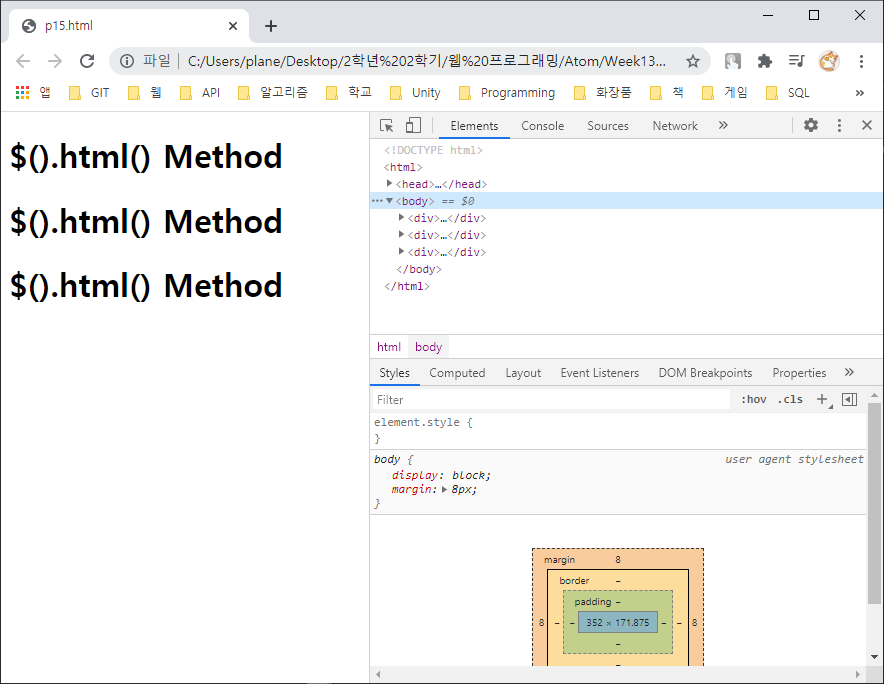 p15.html
파일 C:/Users/plane/Desktop/2학년%202학기/웹%20프로그래밍/Atom/Week13...
앱 GIT 웹 API 알고리즘 학교 Unity Programming 화장품 책 게임 SQL »
$().html() Method
$().html() Method
$().html() Method
Elements Console Sources Network »
<!DOCTYPE html>
<html>
<head>…</head>
<body> == $0
<div>…</div>
<div>…</div>
<div>…</div>
</body>
</html>
html body
Styles Computed Layout Event Listeners DOM Breakpoints Properties »
Filter :hov .cls +
element.style {
}
body { user agent stylesheet
display: block;
margin: 8px;
}
margin 8
border –
padding –
8 – – 352 × 171.875 – – 8
–
–